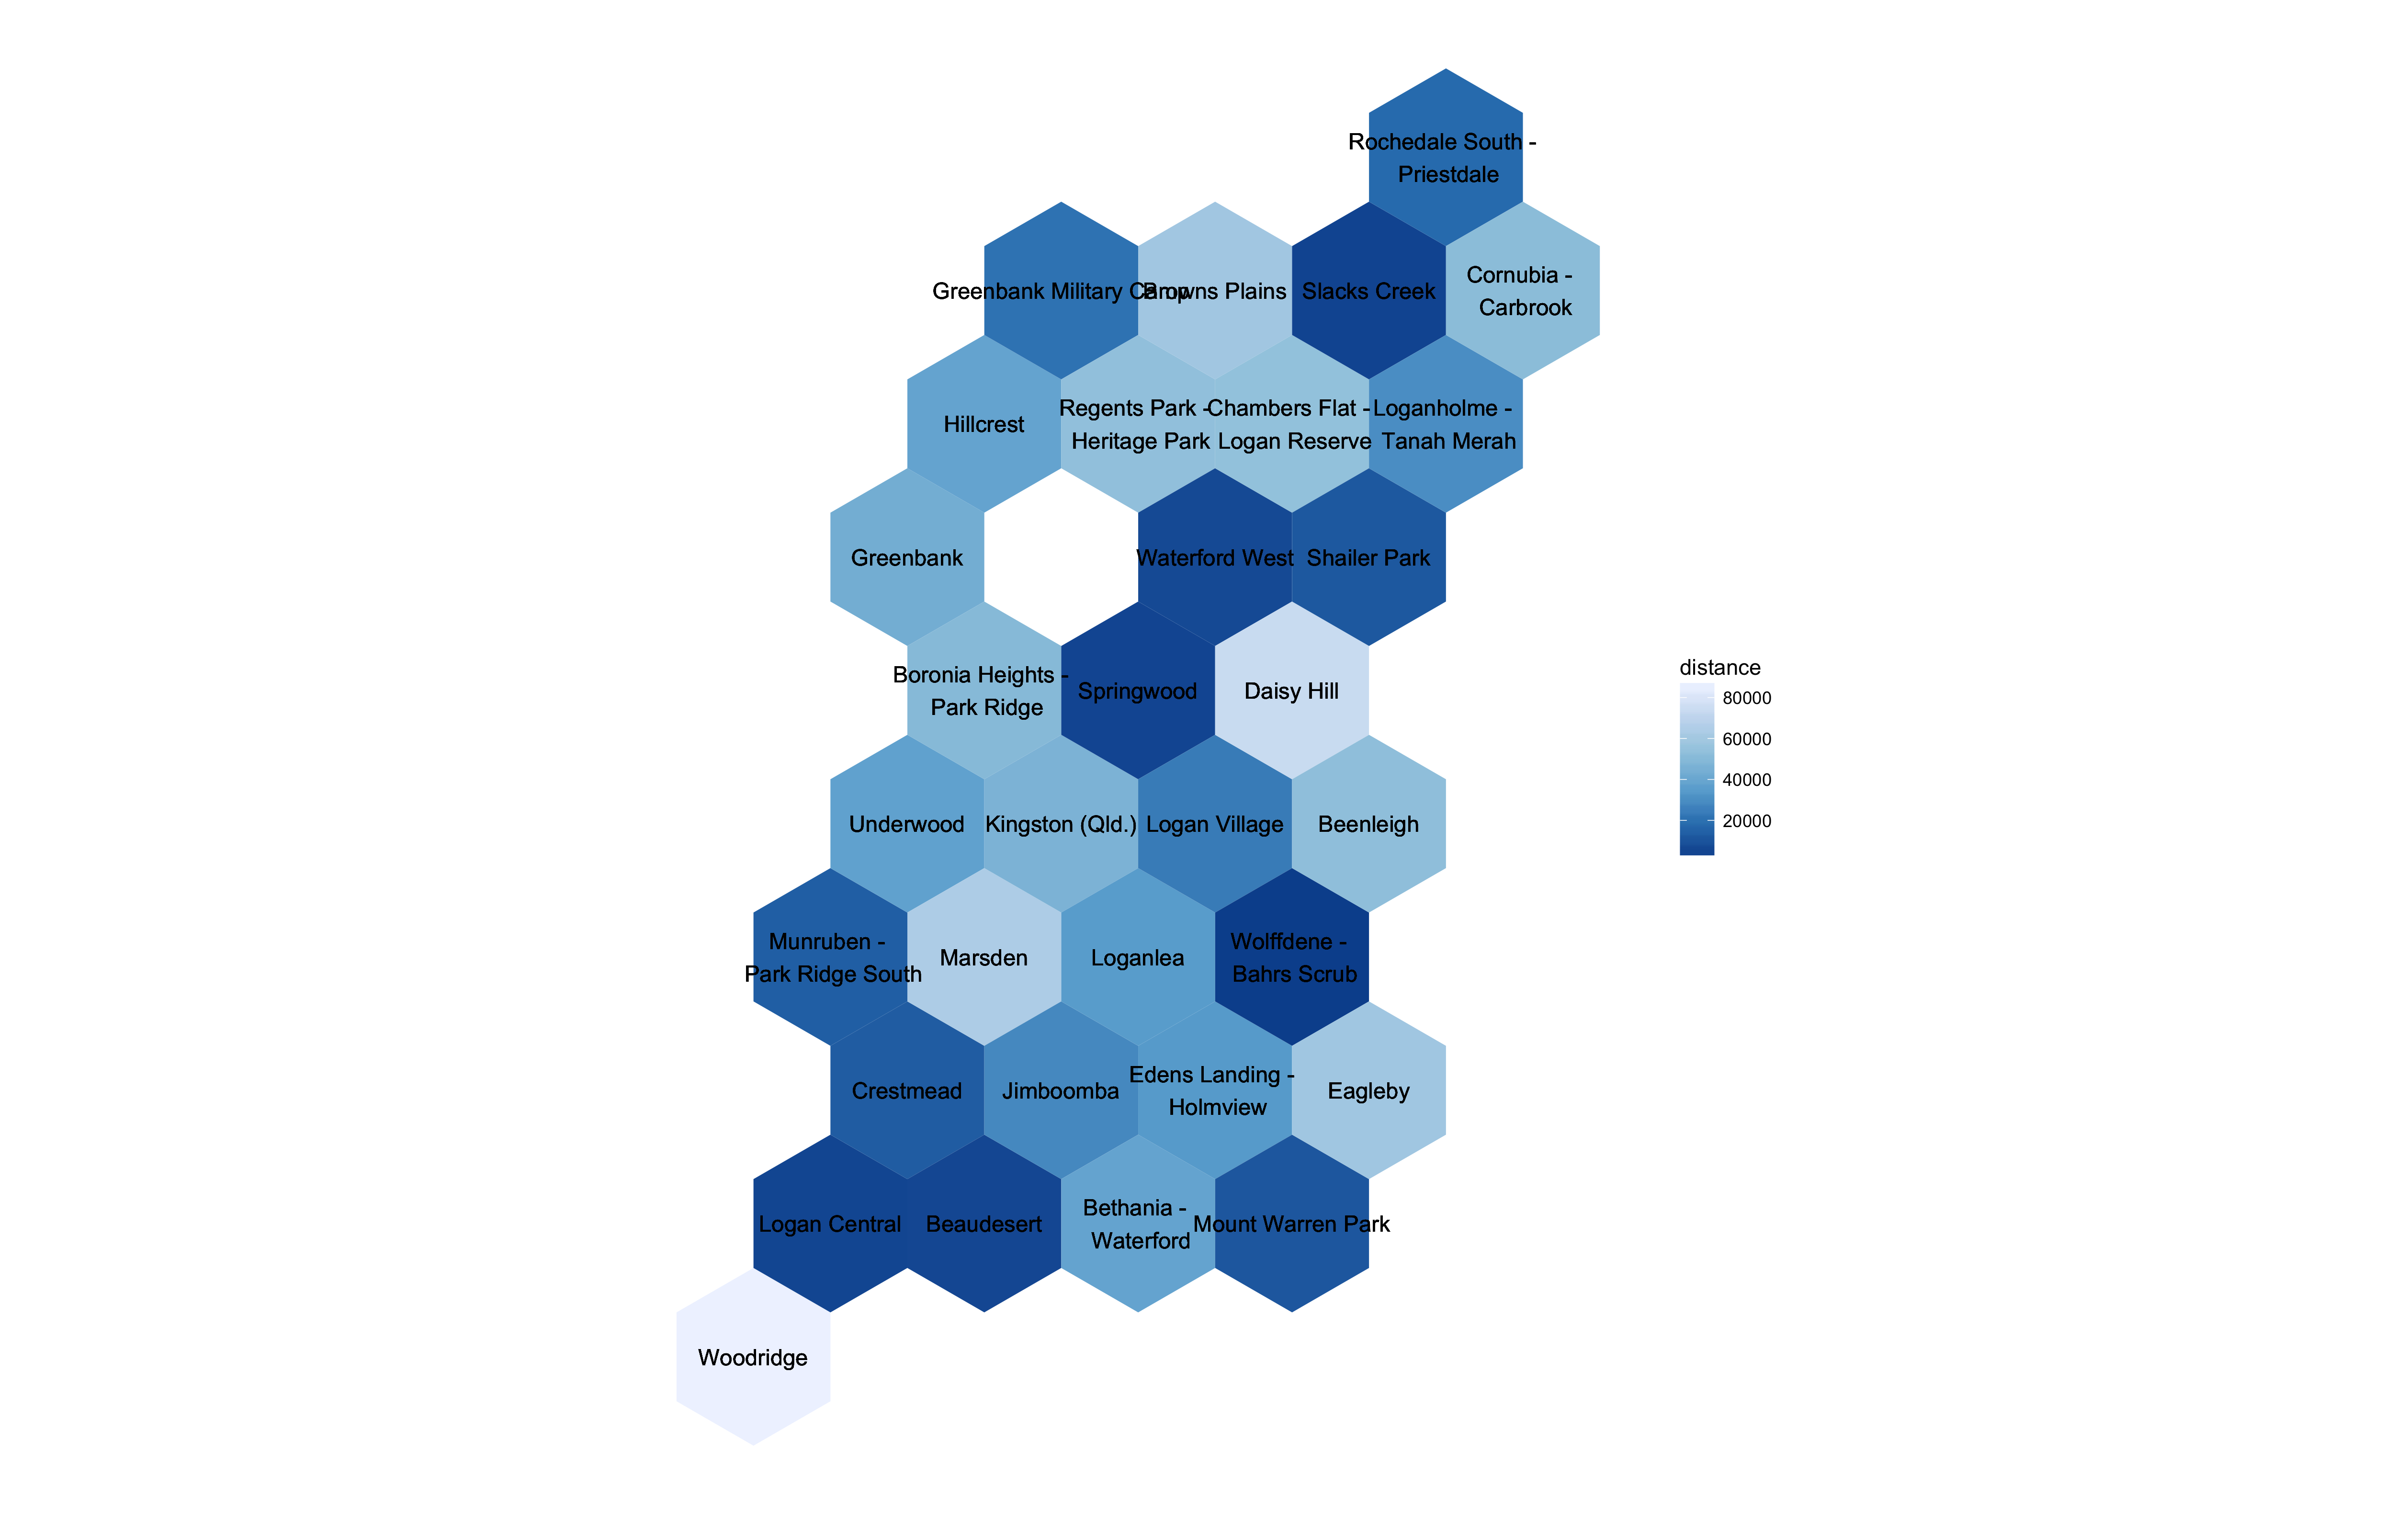 Rochedale South -
Priestdale
Greenbank Military Camp
Browns Plains
Slacks Creek
Cornubia -
Carbrook
Hillcrest
Regents Park -
Heritage Park
Chambers Flat -
Logan Reserve
Loganholme -
Tanah Merah
Greenbank
Waterford West
Shailer Park
Boronia Heights -
Park Ridge
Springwood
Daisy Hill
Underwood
Kingston (Qld.)
Logan Village
Beenleigh
Munruben -
Park Ridge South
Marsden
Loganlea
Wolffdene -
Bahrs Scrub
Crestmead
Jimboomba
Edens Landing -
Holmview
Eagleby
Logan Central
Beaudesert
Bethania -
Waterford
Mount Warren Park
Woodridge
distance
80000
60000
40000
20000